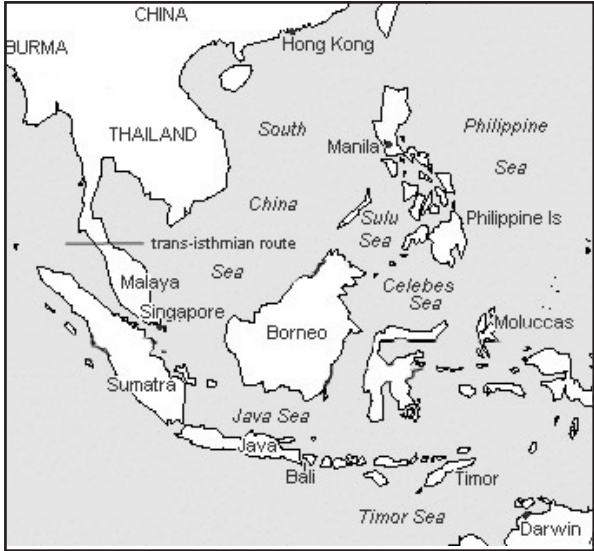 CHINA
BURMA
Hong Kong
THAILAND
South
Philippine
Manila
Sea
China
Sulu
Sea
Philippine Is
trans-isthmian route
Sea
Malaya
Celebes
Sea
Singapore
Moluccas
Borneo
Sumatra
Java Sea
Java
Bali
Timor
Timor Sea
Darwin